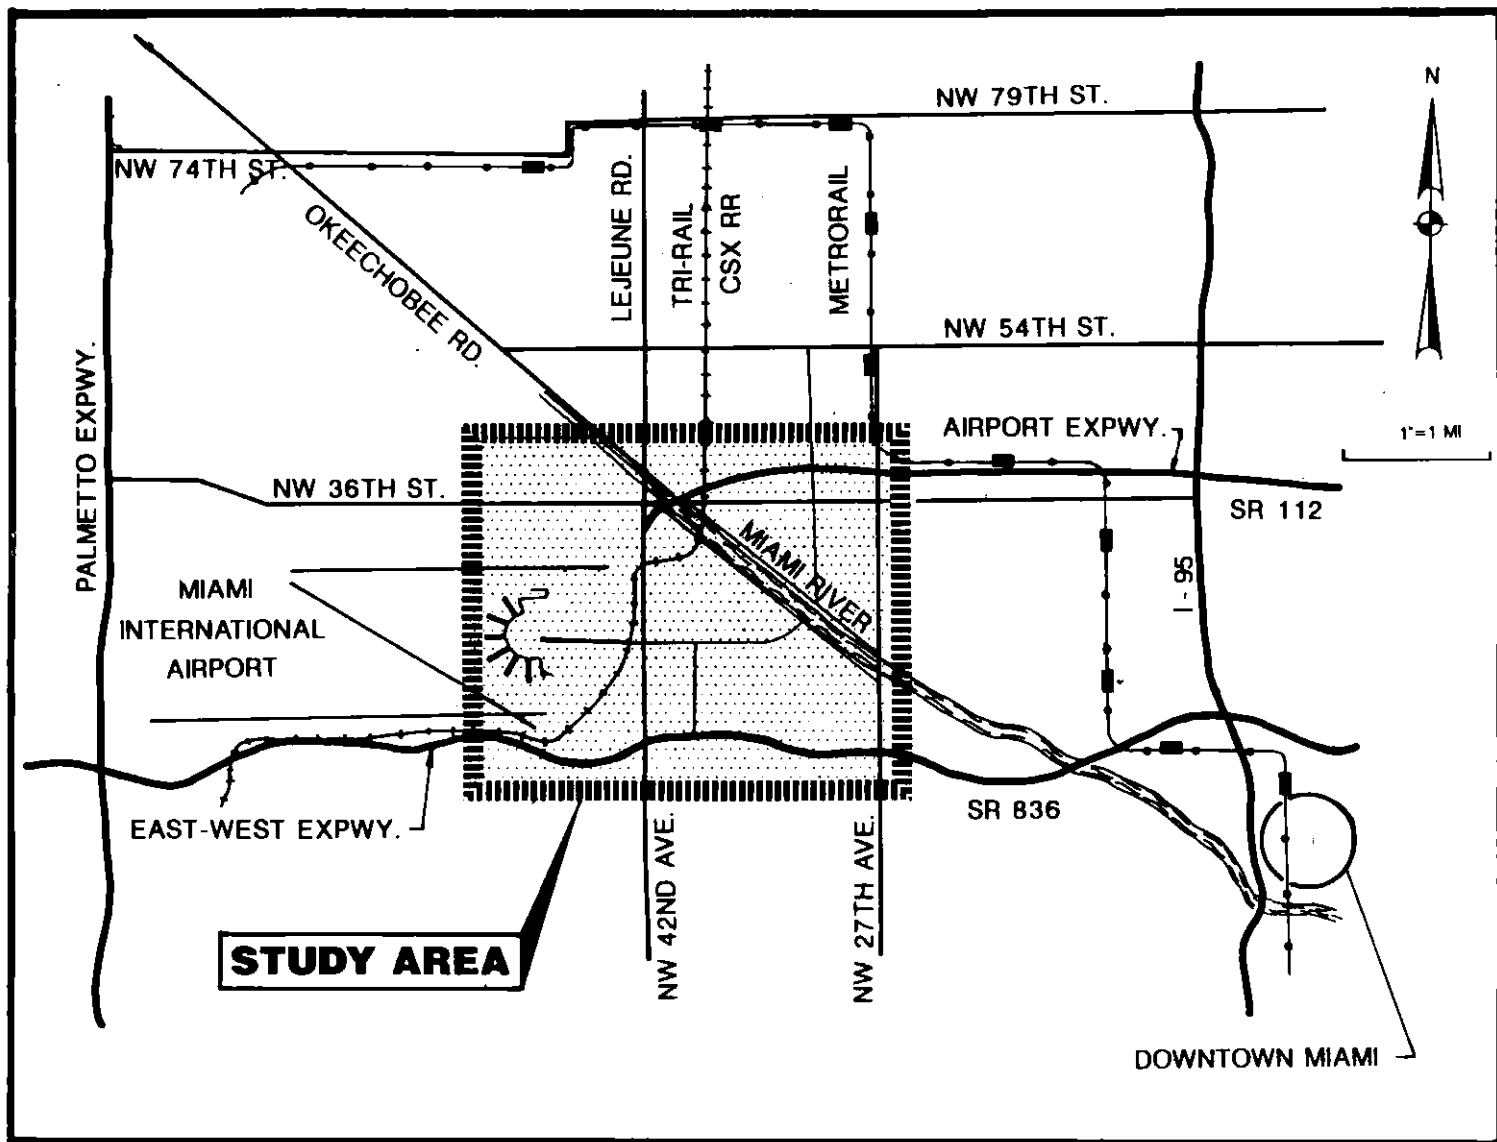 N
NW 79TH ST.
NW 74TH ST.
OKEECHOBEE RD.
LEJEUNE RD.
TRI-RAIL
CSX RR
METRORAIL
NW 54TH ST.
PALMETTO EXPWY.
AIRPORT EXPWY.
1"=1 MI
NW 36TH ST.
SR 112
MIAMI RIVER
I-95
MIAMI
INTERNATIONAL
AIRPORT
EAST-WEST EXPWY.
SR 836
NW 42ND AVE.
NW 27TH AVE.
STUDY AREA
DOWNTOWN MIAMI